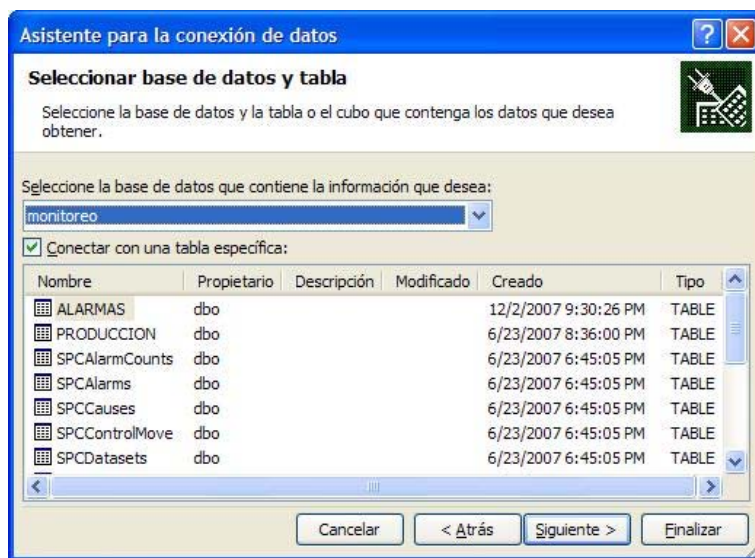 Asistente para la conexión de datos
Seleccionar base de datos y tabla
Seleccione la base de datos y la tabla o el cubo que contenga los datos que desea
obtener.
Seleccione la base de datos que contiene la información que desea:
monitoreo
Conectar con una tabla específica:
Nombre Propietario Descripción Modificado Creado Tipo
ALARMAS dbo 12/2/2007 9:30:26 PM TABLE
PRODUCCION dbo 6/23/2007 8:36:00 PM TABLE
SPCAlarmCounts dbo 6/23/2007 6:45:05 PM TABLE
SPCAlarms dbo 6/23/2007 6:45:05 PM TABLE
SPCCauses dbo 6/23/2007 6:45:05 PM TABLE
SPCControlMove dbo 6/23/2007 6:45:05 PM TABLE
SPCDatasets dbo 6/23/2007 6:45:05 PM TABLE
Cancelar < Atrás Siguiente > Finalizar